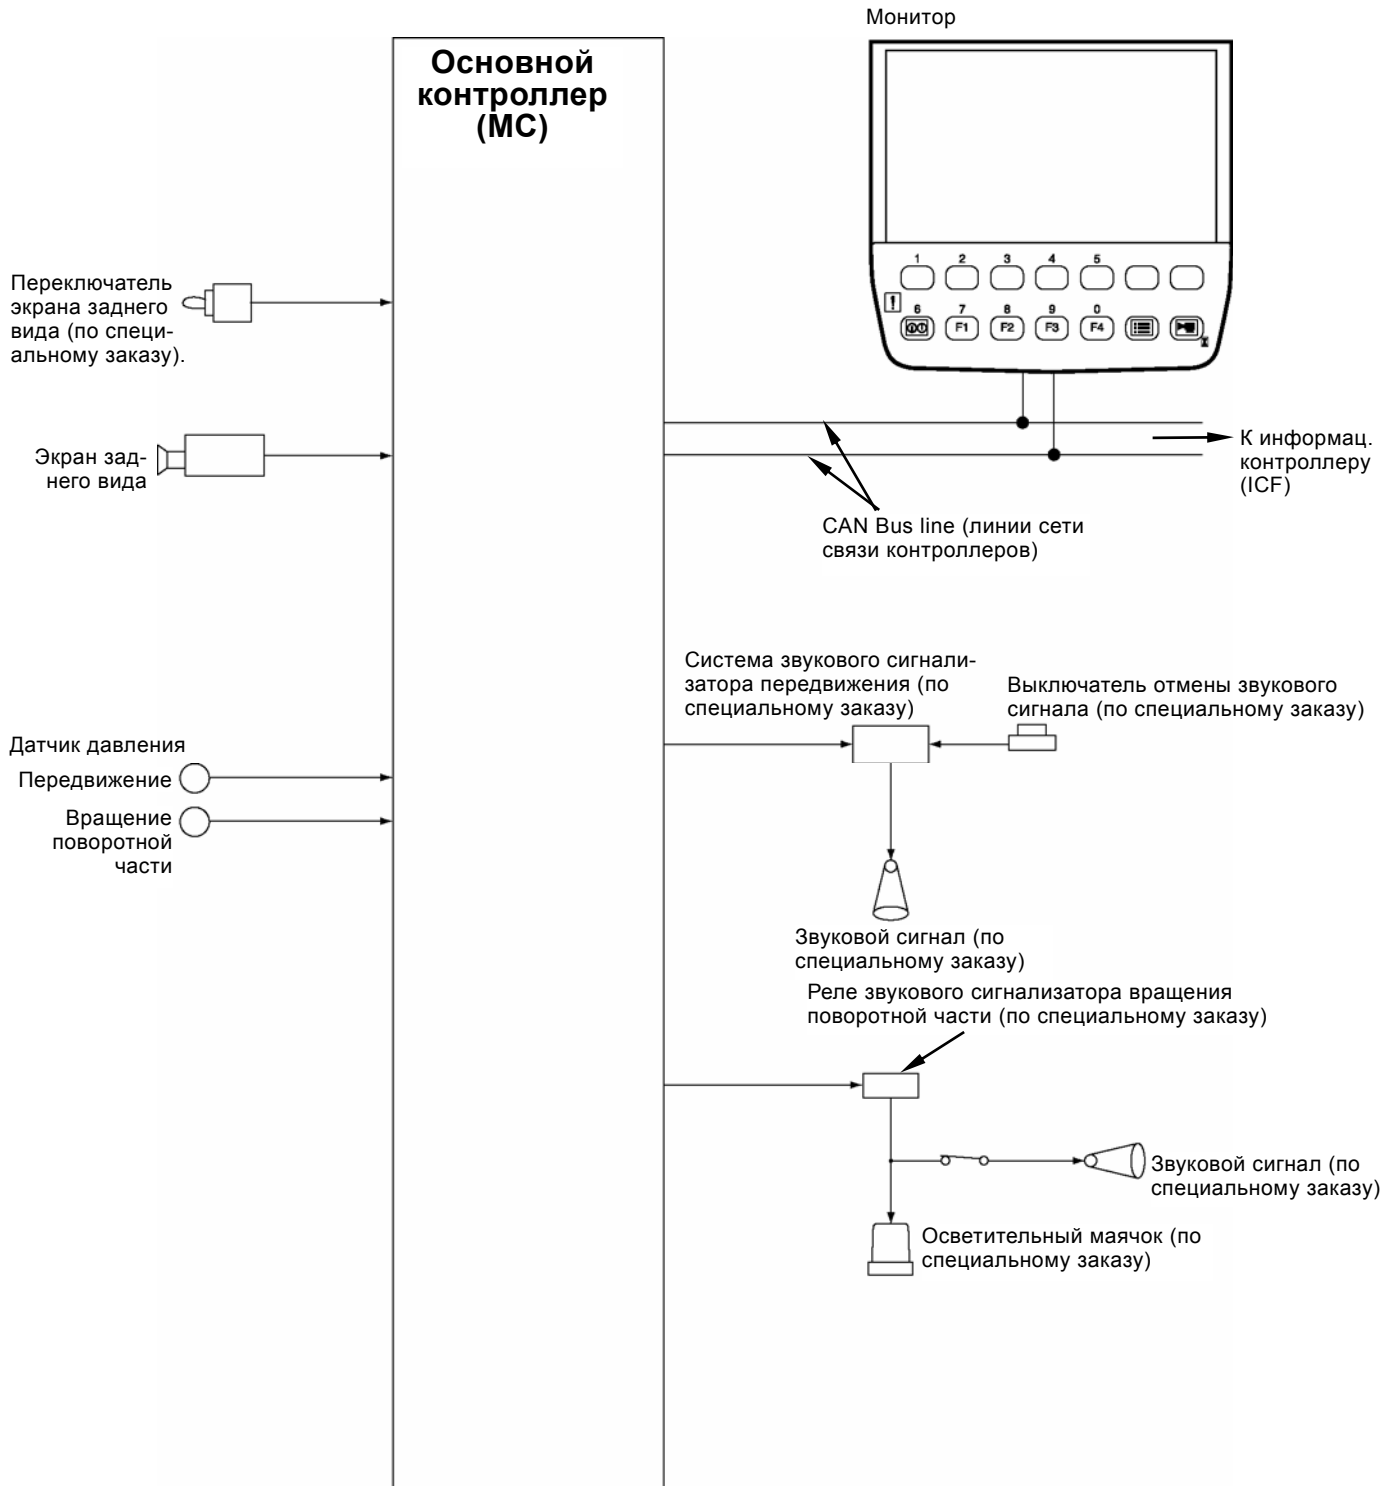 Монитор
Основной
контроллер
(МС)
1 2 3 4 5
6 7 8 9 0
F1 F2 F3 F4
Переключатель
экрана заднего
вида (по специ-
альному заказу).
Экран зад-
него вида
К информац.
контроллеру
(ICF)
CAN Bus line (линии сети
связи контроллеров)
Система звукового сигнали-
затора передвижения (по
специальному заказу)
Выключатель отмены звукового
сигнала (по специальному заказу)
Датчик давления
Передвижение
Вращение
поворотной
части
Звуковой сигнал (по
специальному заказу)
Реле звукового сигнализатора вращения
поворотной части (по специальному заказу)
Звуковой сигнал (по
специальному заказу)
Осветительный маячок (по
специальному заказу)